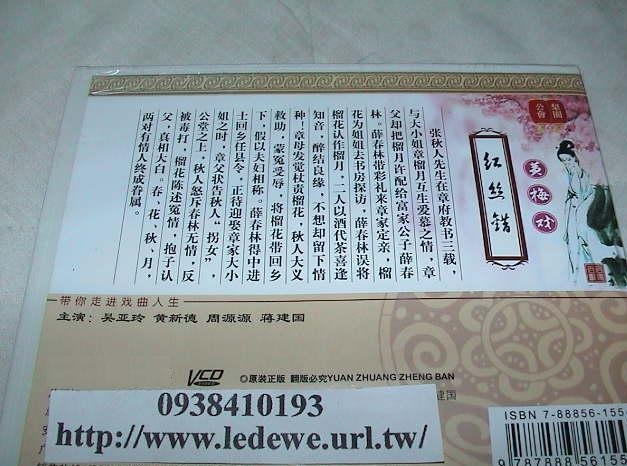 梨園
公會
黄梅戏
红丝错
张秋人先生在章府教书三载，
与大小姐章榴月互生爱慕之情，章
父却把榴月许配给富家公子薛春
林。薛春林带彩礼来章家定亲，榴
花为姐姐去书房探访，薛春林误将
榴花认作榴月，二人以酒代茶喜逢
知音，醉结良缘，不想却留下情
种！章母发觉杖责榴花，秋人大义
救助，蒙冤受辱，将榴花带回乡
下，假以夫妇相称。薛春林得中进
士回乡任县令，正待迎娶章家大小
姐之时，章父状告秋人“拐女”，
公堂之上，秋人怒斥春林无情，反
被毒打，榴花陈述冤情，抱子认
父，真相大白。春、花、秋、月，
两对有情人终成眷属。
带你走进戏曲人生
主演：吴亚玲 黄新德 周源源 蒋建国
VCD
◎原装正版 翻版必究YUAN ZHUANG ZHENG BAN
建国
0938410193
http://www.ledewe.url.tw/
ISBN 7-88856-155
9 787888 56155